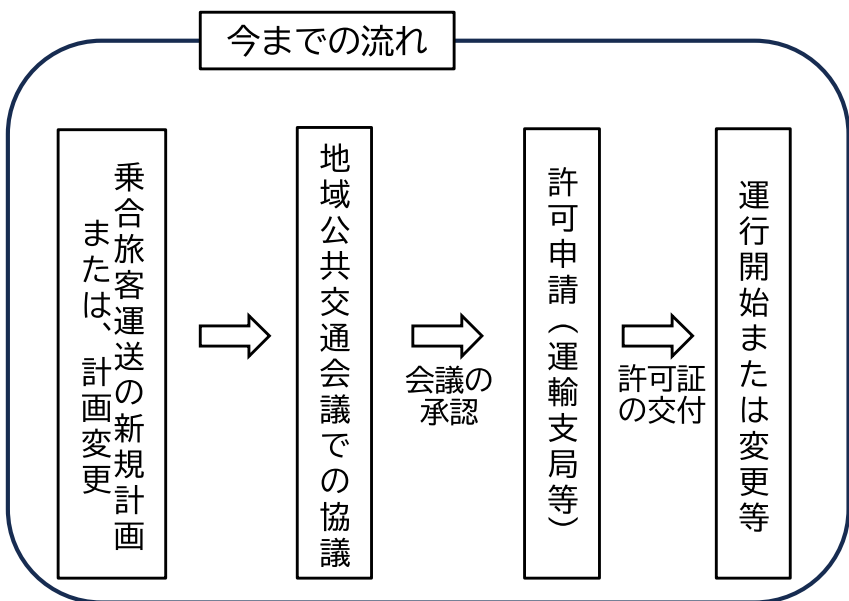 今までの流れ
乗合旅客運送の新規計画
または、計画変更
地域公共交通会議での協議
会議の
承認
許可申請（運輸支局等）
許可証
の交付
運行開始または変更等